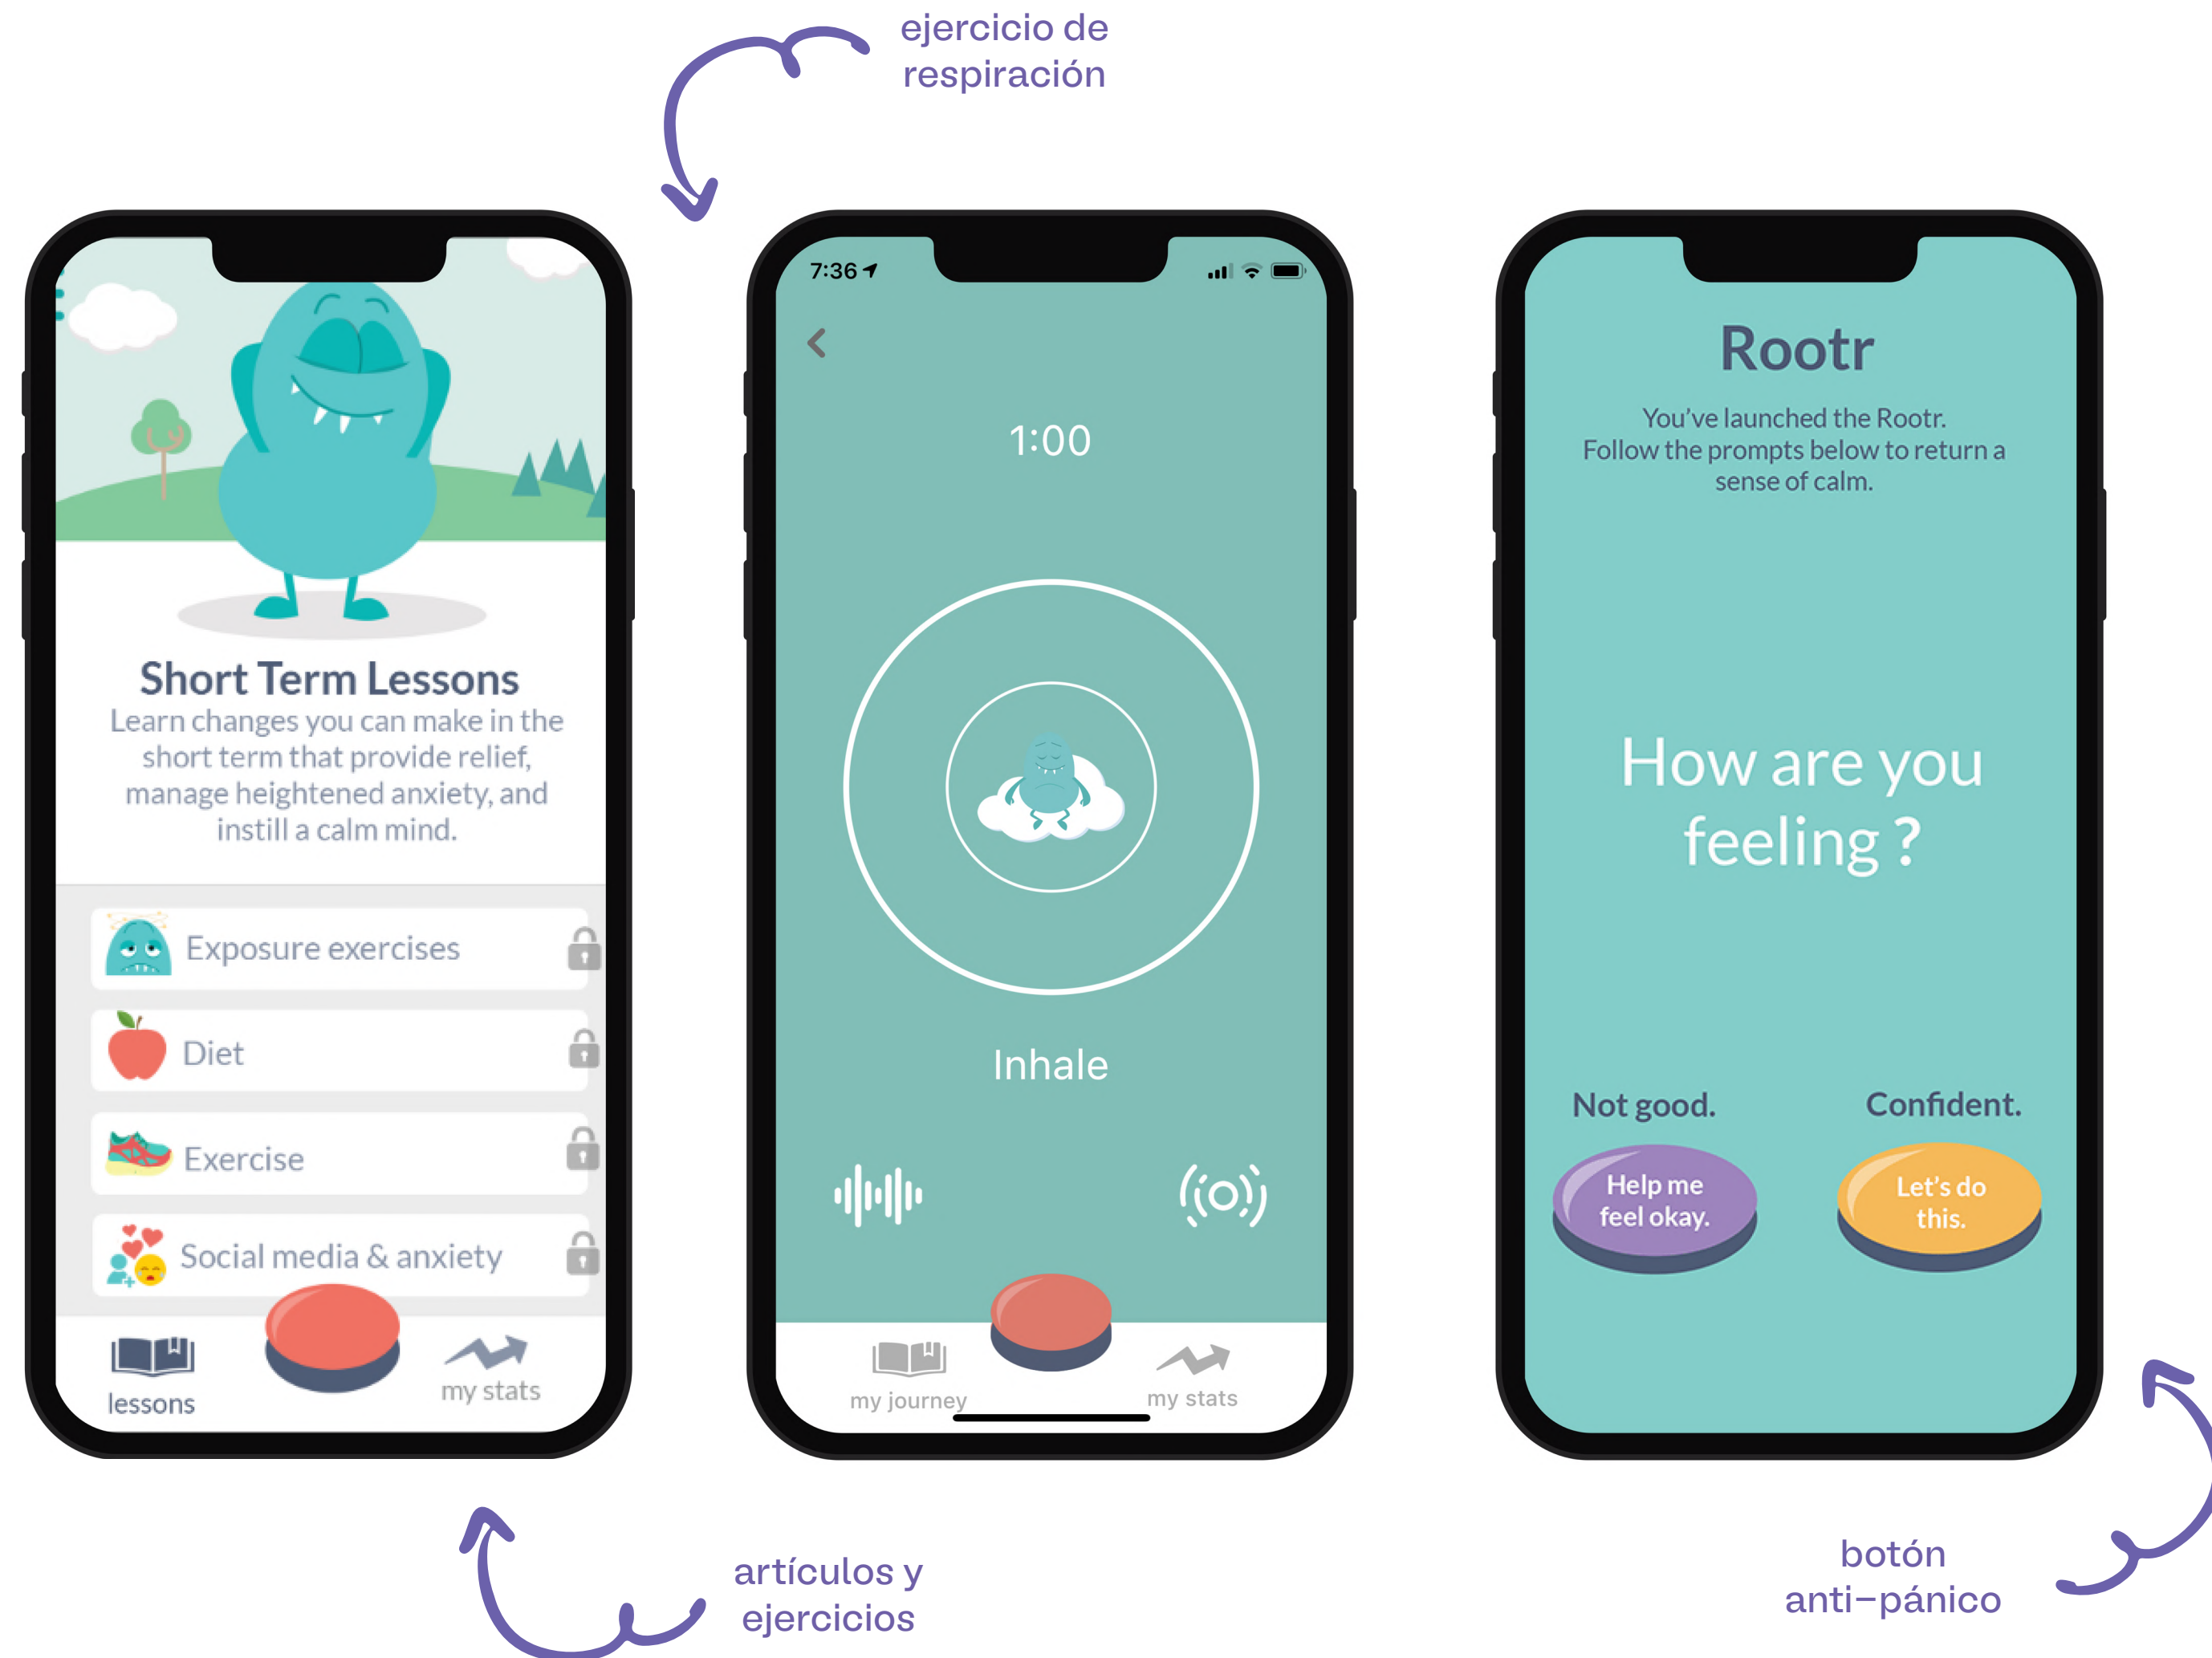 ejercicio de
respiración
Short Term Lessons
Learn changes you can make in the
short term that provide relief,
manage heightened anxiety, and
instill a calm mind.
Exposure exercises
Diet
Exercise
Social media & anxiety
lessons
my stats
7:36
1:00
Inhale
my journey
my stats
Rootr
You've launched the Rootr.
Follow the prompts below to return a
sense of calm.
How are you
feeling ?
Not good.
Help me
feel okay.
Confident.
Let's do
this.
artículos y
ejercicios
botón
anti–pánico